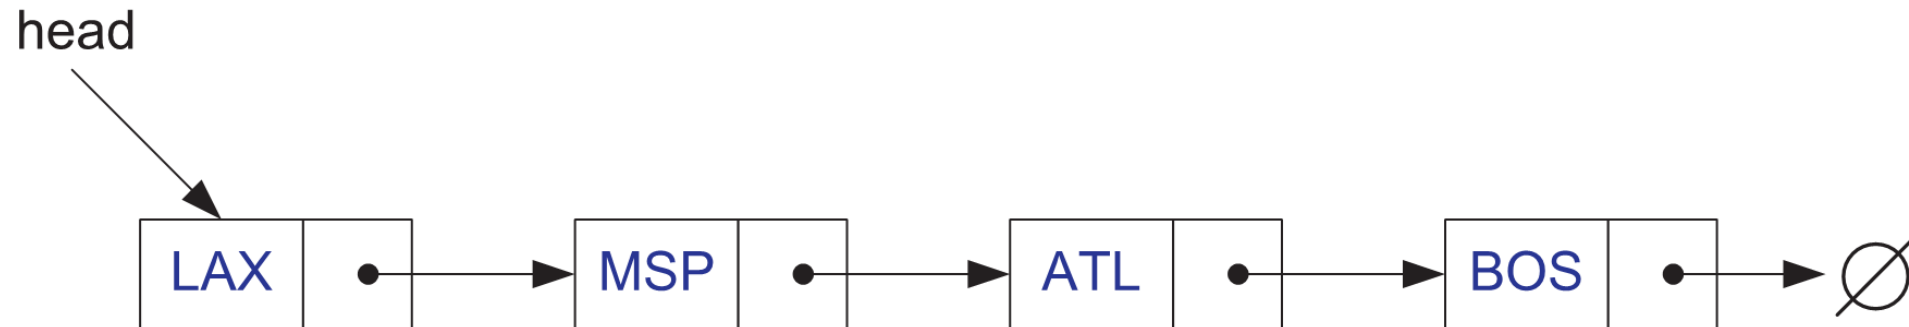 head
LAX MSP ATL BOS ∅